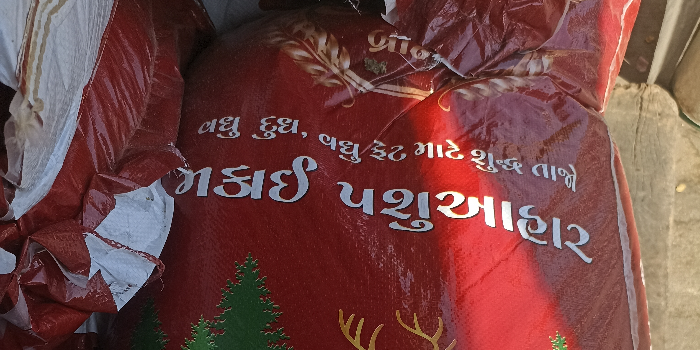 વધુ દુધ, વધુ ફેટ માટે શુદ્ધ તાજો
મકાઈ પશુઆહાર